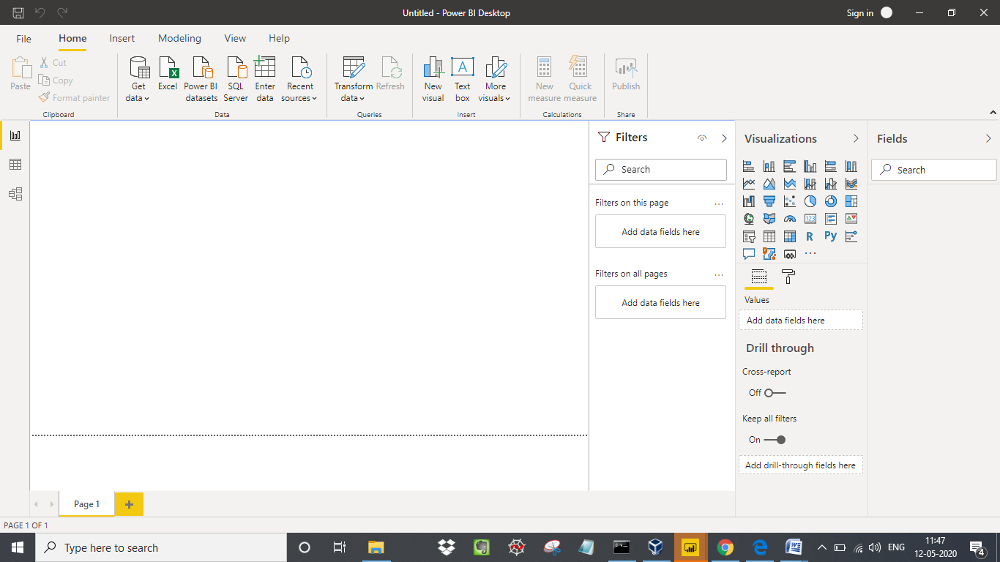 Untitled - Power BI Desktop
Sign in
File
Home
Insert
Modeling
View
Help
Paste
Cut
Copy
Format painter
Clipboard
Get
data
Excel
Power BI
datasets
SQL
Server
Enter
data
Recent
sources
Data
Transform
data
Refresh
Queries
New
visual
Text
box
More
visuals
Insert
New
measure
Quick
measure
Calculations
Publish
Share
Filters
Search
Filters on this page
...
Add data fields here
Filters on all pages
...
Add data fields here
Visualizations
123
R
Py
...
Values
Add data fields here
Drill through
Cross-report
Off
Keep all filters
On
Add drill-through fields here
Fields
Search
Page 1
PAGE 1 OF 1
Type here to search
ENG
11:47
12-05-2020
4